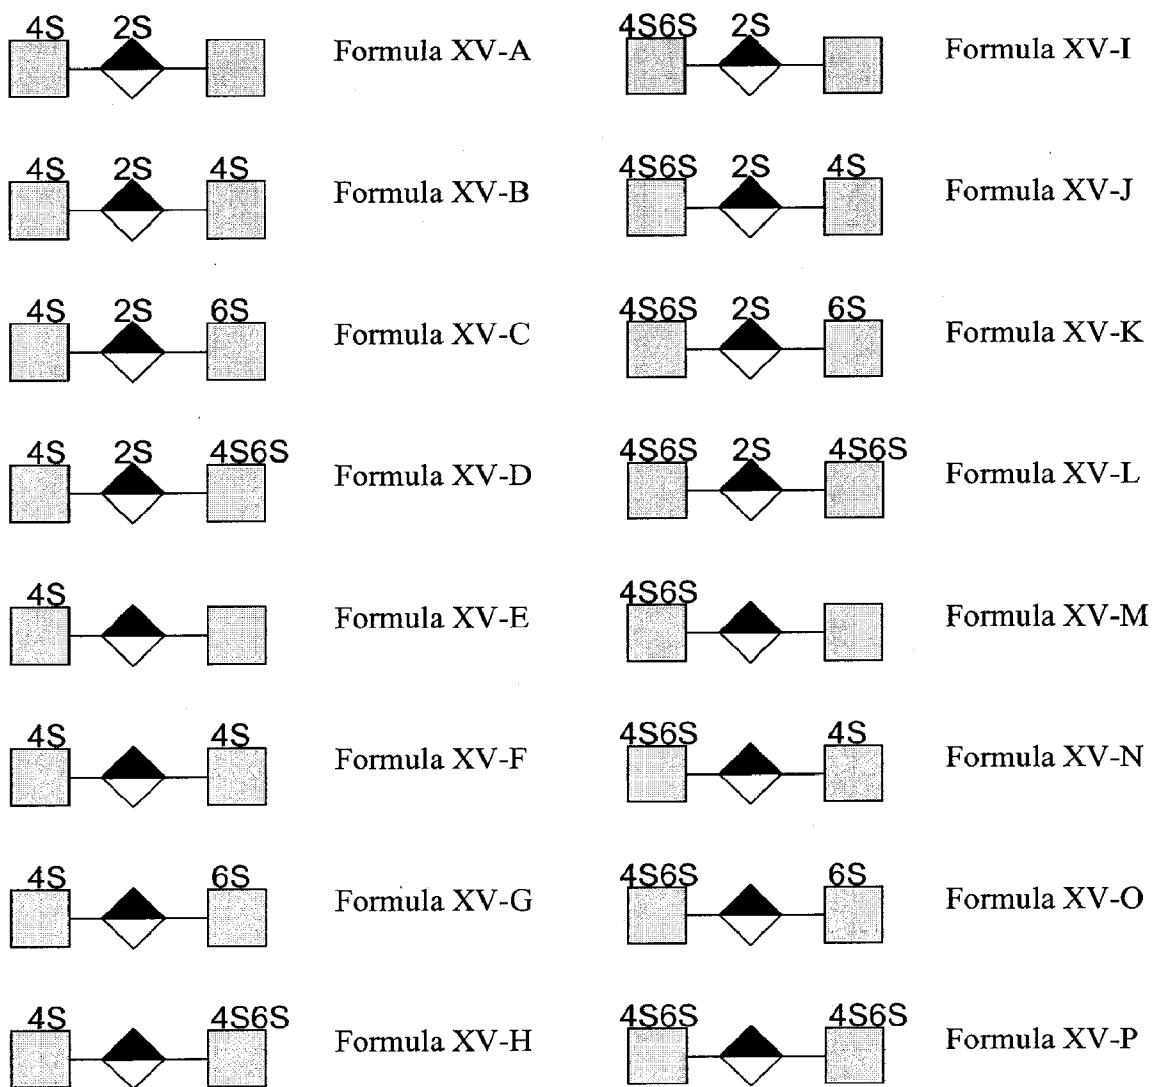 4S 2S Formula XV-A
4S 2S 4S Formula XV-B
4S 2S 6S Formula XV-C
4S 2S 4S6S Formula XV-D
4S Formula XV-E
4S 4S Formula XV-F
4S 6S Formula XV-G
4S 4S6S Formula XV-H
4S6S 2S Formula XV-I
4S6S 2S 4S Formula XV-J
4S6S 2S 6S Formula XV-K
4S6S 2S 4S6S Formula XV-L
4S6S Formula XV-M
4S6S 4S Formula XV-N
4S6S 6S Formula XV-O
4S6S 4S6S Formula XV-P